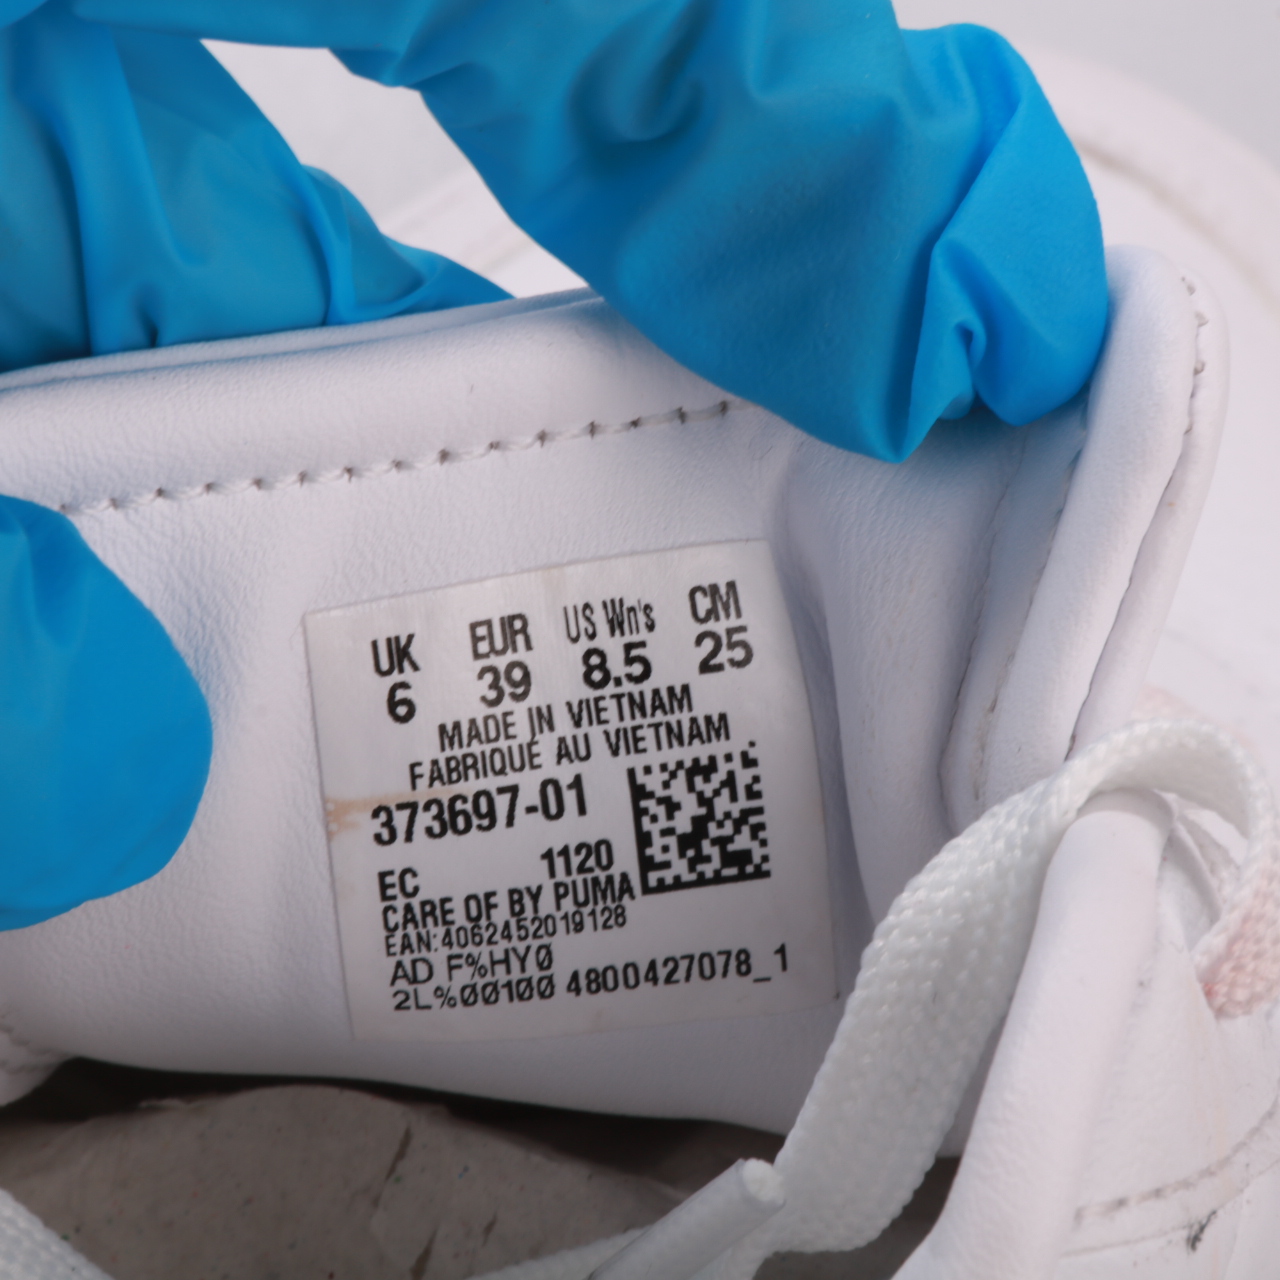 UK EUR US Wn's CM
6 39 8.5 25
MADE IN VIETNAM
FABRIQUÉ AU VIETNAM
373697-01
EC 1120
CARE OF BY PUMA
EAN:4062452019128
AD F%HYØ
2L%ØØ1ØØ 4800427078_1